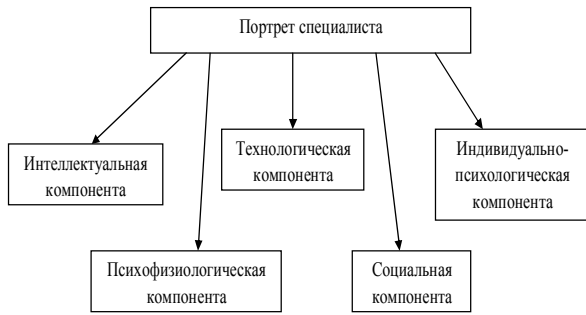 Портрет специалиста
Интеллектуальная
компонента
Технологическая
компонента
Индивидуально-
психологическая
компонента
Психофизиологическая
компонента
Социальная
компонента